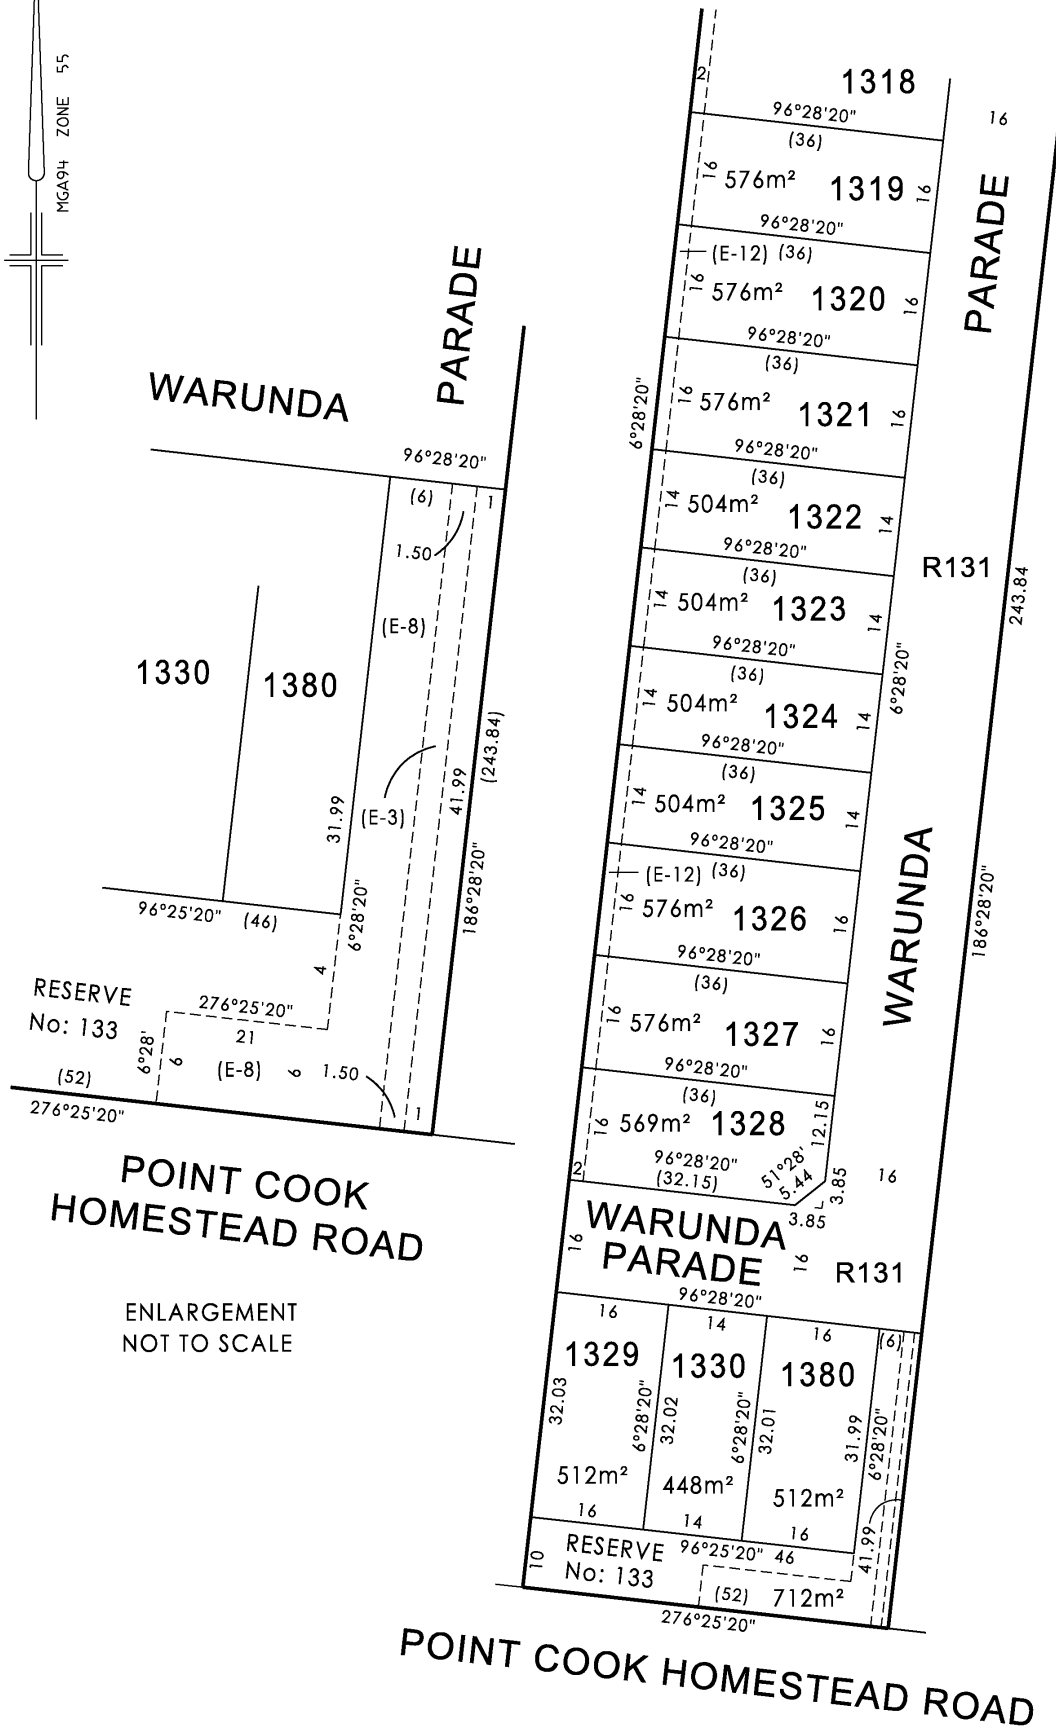 MGA94 ZONE 55
WARUNDA
PARADE
96°28'20"
(6)
1
1.50
(E-8)
1330
1380
(243.84)
41.99
31.99
(E-3)
186°28'20"
96°25'20" (46)
6°28'20"
4
RESERVE
No: 133
276°25'20"
21
6°28'
6
(E-8)
6
1.50
(52)
1
276°25'20"
POINT COOK
HOMESTEAD ROAD
ENLARGEMENT
NOT TO SCALE
2
1318
16
96°28'20"
(36)
16
576m² 1319
16
PARADE
96°28'20"
(E-12) (36)
16
576m² 1320
16
96°28'20"
(36)
6°28'20"
16
576m² 1321
16
96°28'20"
(36)
14
504m² 1322
14
96°28'20"
R131
243.84
(36)
14
504m² 1323
14
96°28'20"
6°28'20"
(36)
14
504m² 1324
14
96°28'20"
(36)
14
504m² 1325
14
96°28'20"
WARUNDA
186°28'20"
(E-12) (36)
16
576m² 1326
16
96°28'20"
(36)
16
576m² 1327
16
96°28'20"
(36)
16
569m² 1328
12.15
96°28'20"
(32.15)
51°28'
5.44
3.85
3.85
2
16
WARUNDA
PARADE
16
16
R131
96°28'20"
16
14
16
(6)
1329
1330
1380
32.03
6°28'20"
32.02
6°28'20"
32.01
31.99
6°28'20"
512m²
448m²
512m²
16
14
16
41.99
10
RESERVE
No: 133
96°25'20" 46
(52) 712m²
276°25'20"
POINT COOK HOMESTEAD ROAD